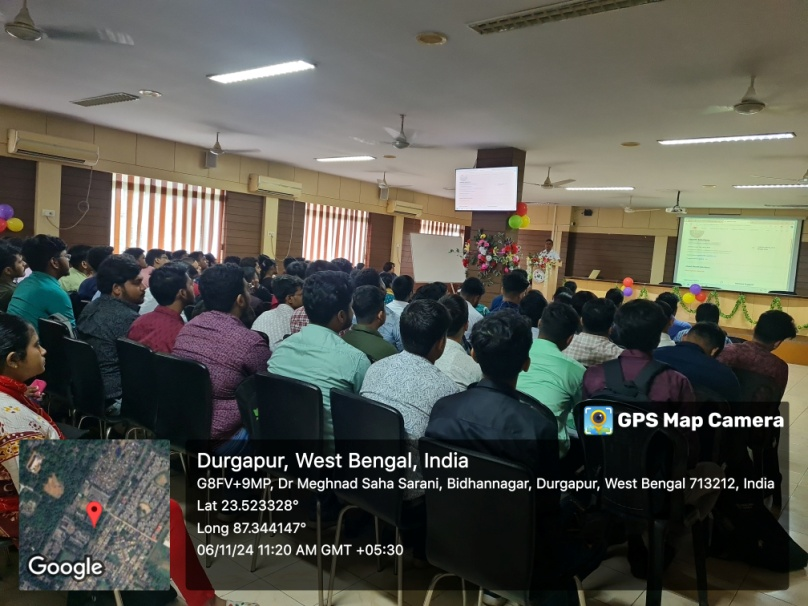 GPS Map Camera
Durgapur, West Bengal, India
G8FV+9MP, Dr Meghnad Saha Sarani, Bidhannagar, Durgapur, West Bengal 713212, India
Lat 23.523328°
Long 87.344147°
06/11/24 11:20 AM GMT +05:30
Google